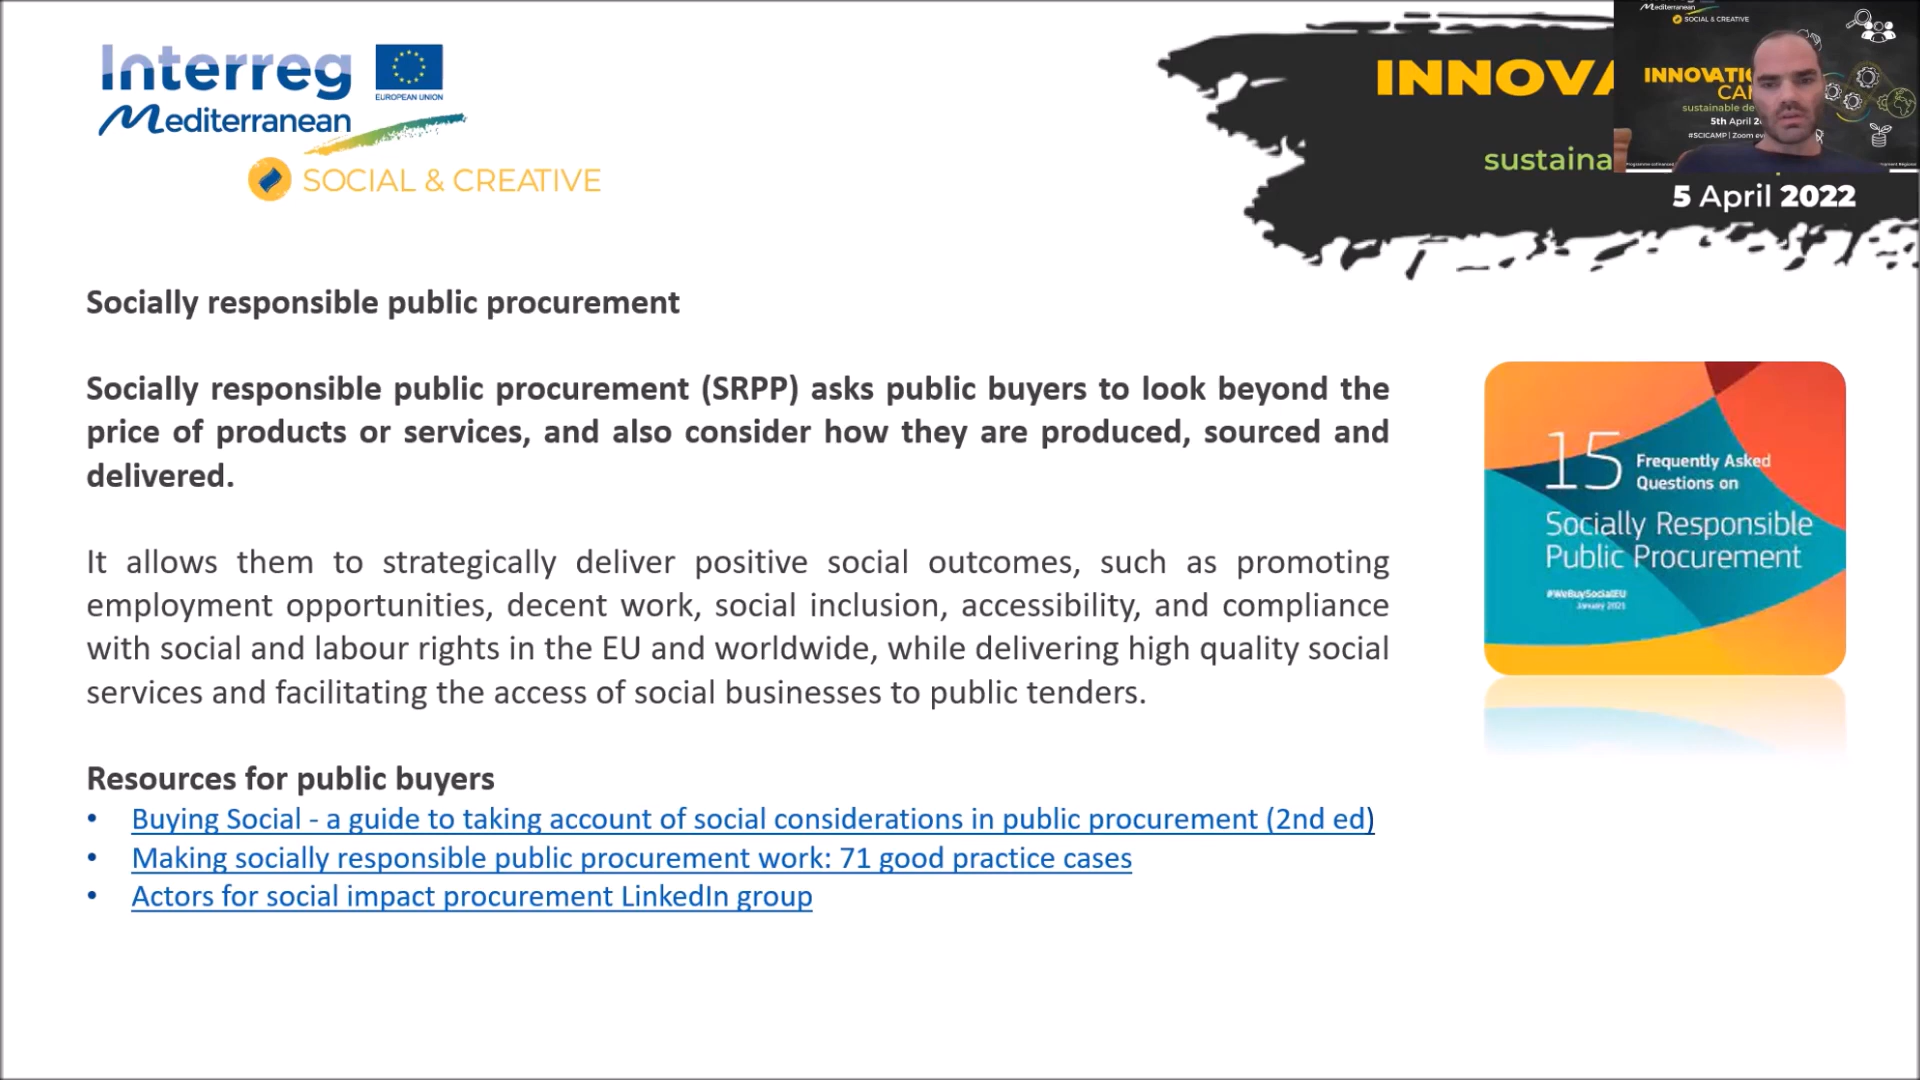 Interreg
EUROPEAN UNION
Mediterranean
SOCIAL & CREATIVE
INNOVA
sustaina
5 April 2022
Mediterranean
SOCIAL & CREATIVE
INNOVATIO
CA
sustainable de
5th April 2
#SCICAMP | Zoom ev
Socially responsible public procurement
Socially responsible public procurement (SRPP) asks public buyers to look beyond the
price of products or services, and also consider how they are produced, sourced and
delivered.
It allows them to strategically deliver positive social outcomes, such as promoting
employment opportunities, decent work, social inclusion, accessibility, and compliance
with social and labour rights in the EU and worldwide, while delivering high quality social
services and facilitating the access of social businesses to public tenders.
Resources for public buyers
• Buying Social - a guide to taking account of social considerations in public procurement (2nd ed)
• Making socially responsible public procurement work: 71 good practice cases
• Actors for social impact procurement LinkedIn group
15 Frequently Asked
Questions on
Socially Responsible
Public Procurement
#WeBuySocialEU
January 2021